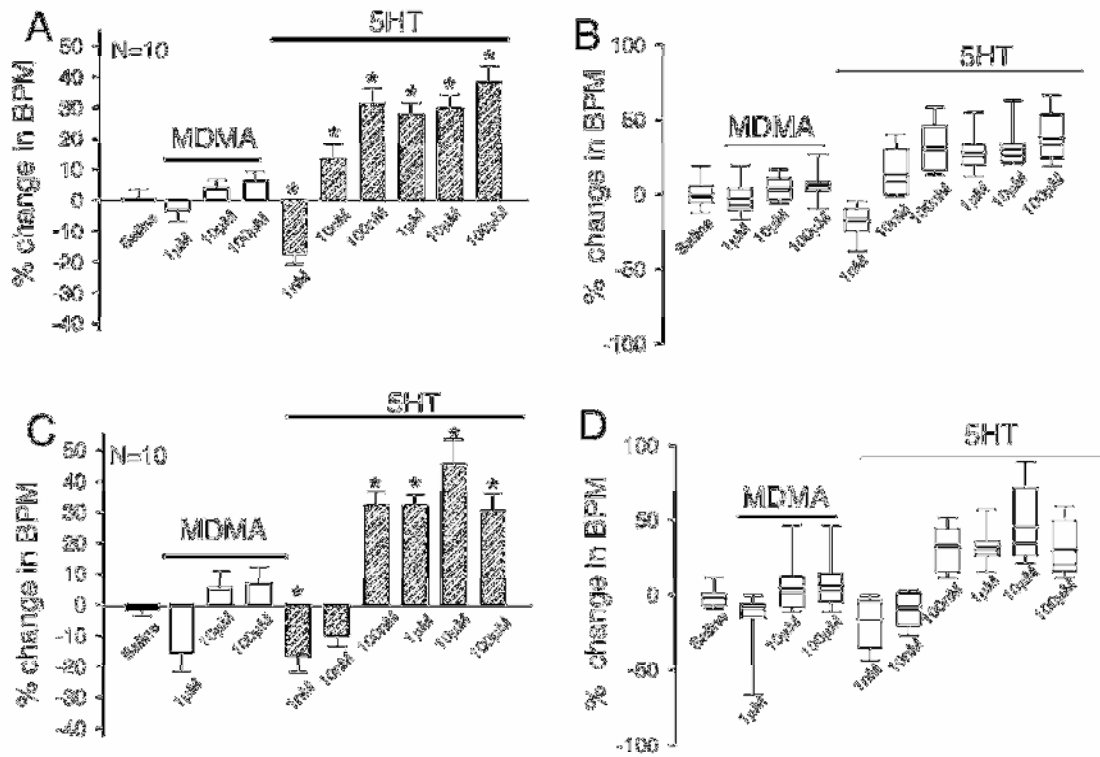 A
5HT
50
N=10
40
30
20
MDMA
10
0
-10
-20
-30
-40
% change in BPM
Saline
1µM
10µM
100µM
1nM
10nM
100nM
1µM
10µM
100µM
B
100
5HT
50
MDMA
0
-50
-100
% change in BPM
Saline
1µM
10µM
100µM
1nM
10nM
100nM
1µM
10µM
100µM
C
5HT
50
N=10
40
30
20
MDMA
10
0
-10
-20
-30
-40
% change in BPM
Saline
1µM
10µM
100µM
1nM
10nM
100nM
1µM
10µM
100µM
D
100
5HT
50
MDMA
0
-50
-100
% change in BPM
Saline
1µM
10µM
100µM
1nM
10nM
100nM
1µM
10µM
100µM